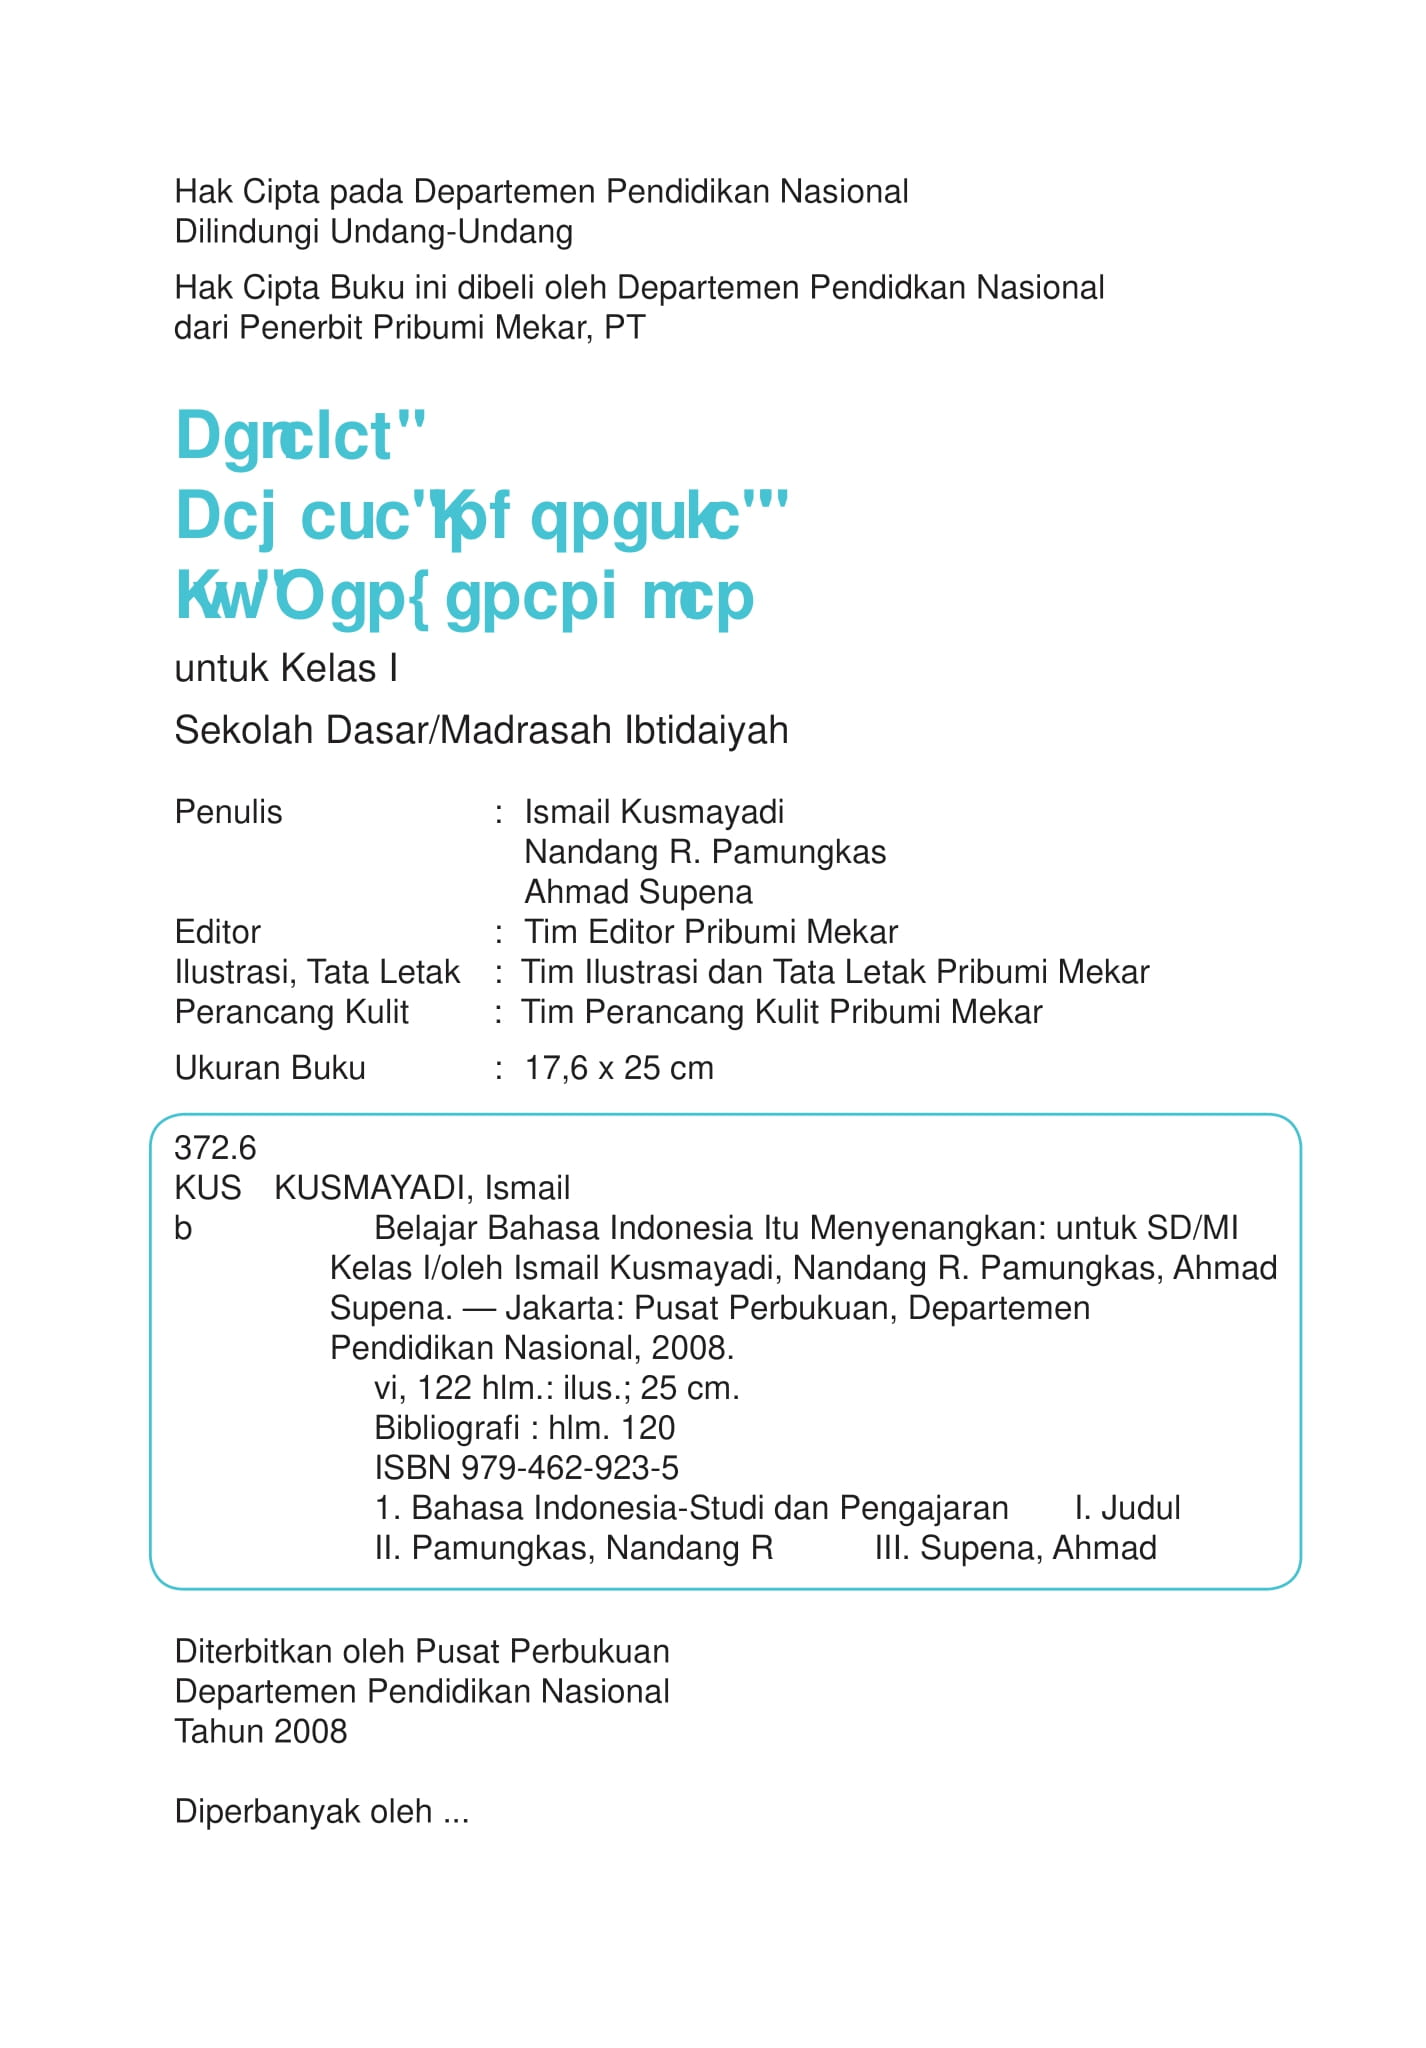 Hak Cipta pada Departemen Pendidikan Nasional
Dilindungi Undang-Undang
Hak Cipta Buku ini dibeli oleh Departemen Pendidkan Nasional
dari Penerbit Pribumi Mekar, PT
Dgnclct"
Dcj cuc"Kpf qpgukc""
Kvw"Ogp{ gpcpi mcp
untuk Kelas I
Sekolah Dasar/Madrasah Ibtidaiyah
Penulis : Ismail Kusmayadi
Nandang R. Pamungkas
Ahmad Supena
Editor : Tim Editor Pribumi Mekar
Ilustrasi, Tata Letak : Tim Ilustrasi dan Tata Letak Pribumi Mekar
Perancang Kulit : Tim Perancang Kulit Pribumi Mekar
Ukuran Buku : 17,6 x 25 cm
372.6
KUS KUSMAYADI, Ismail
b Belajar Bahasa Indonesia Itu Menyenangkan: untuk SD/MI
Kelas I/oleh Ismail Kusmayadi, Nandang R. Pamungkas, Ahmad
Supena. — Jakarta: Pusat Perbukuan, Departemen
Pendidikan Nasional, 2008.
vi, 122 hlm.: ilus.; 25 cm.
Bibliografi : hlm. 120
ISBN 979-462-923-5
1. Bahasa Indonesia-Studi dan Pengajaran I. Judul
II. Pamungkas, Nandang R III. Supena, Ahmad
Diterbitkan oleh Pusat Perbukuan
Departemen Pendidikan Nasional
Tahun 2008
Diperbanyak oleh ...